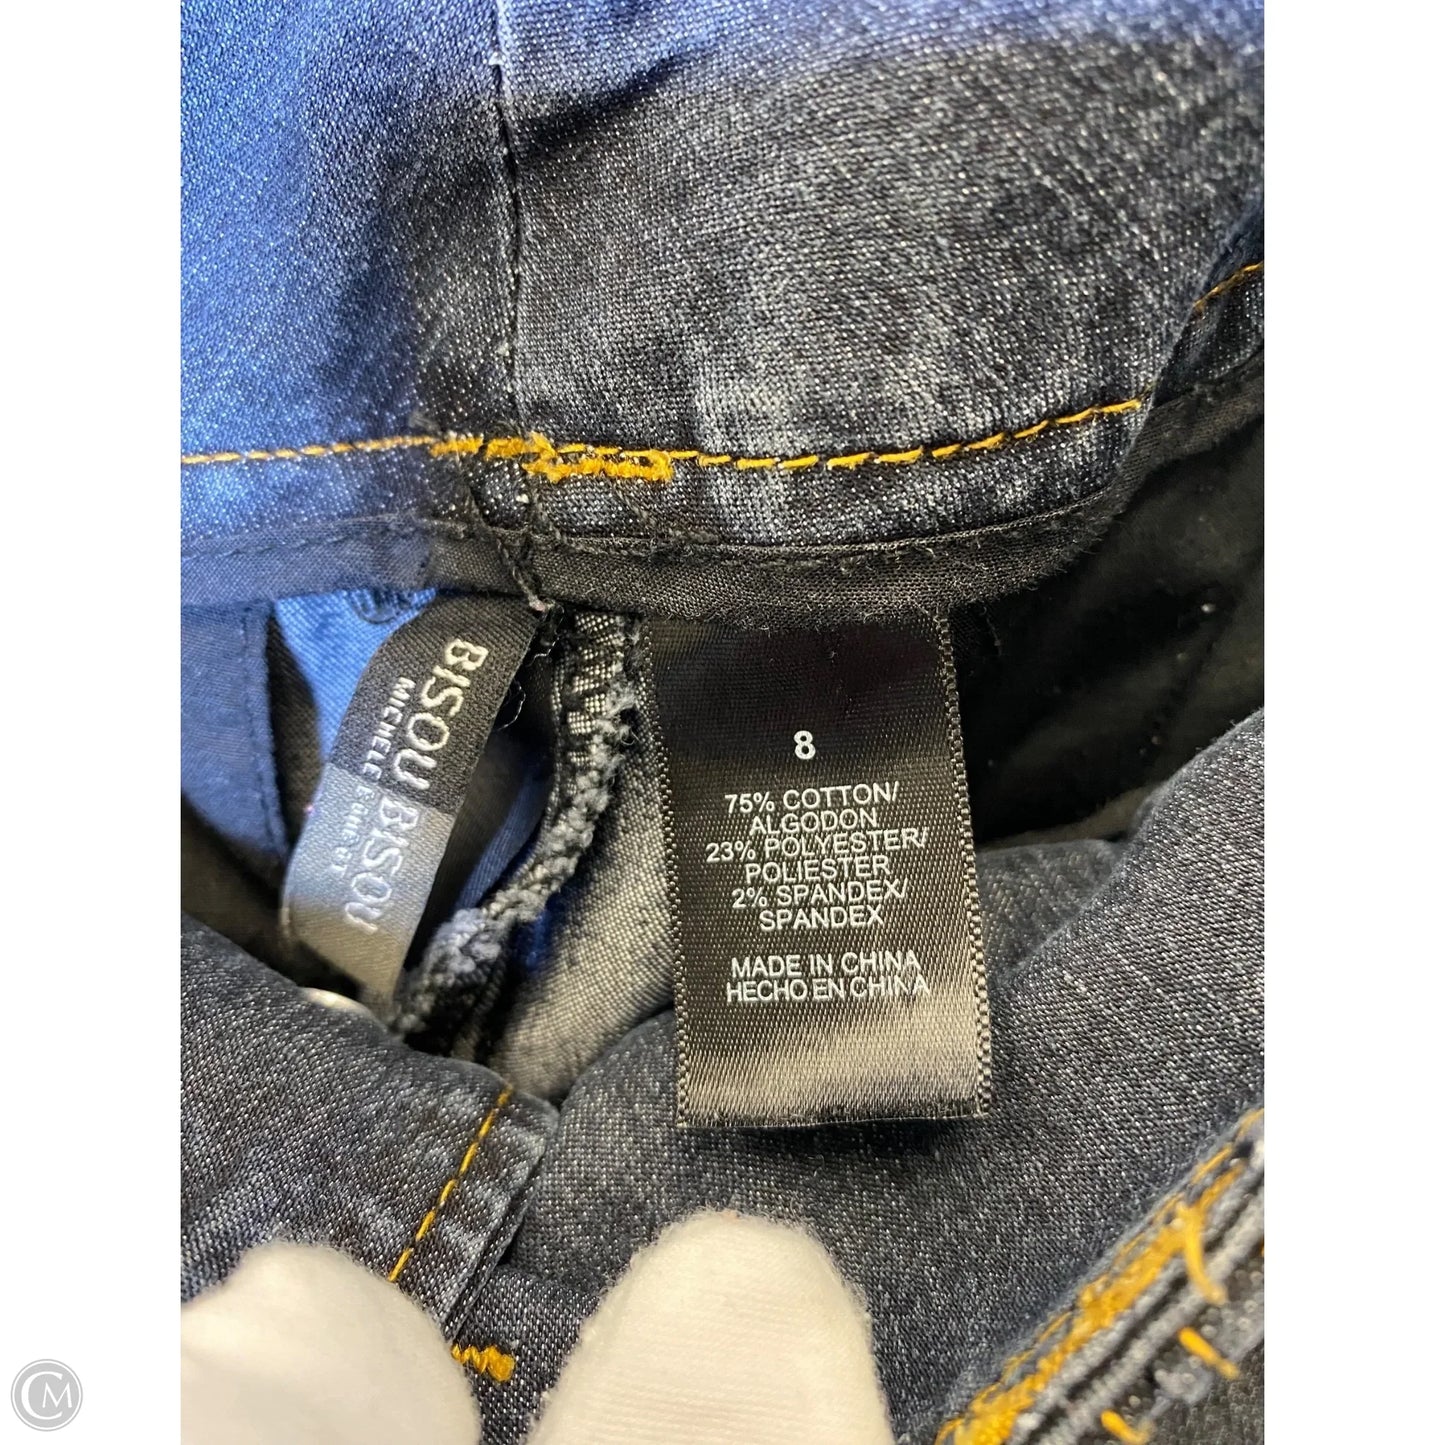 BISOU BISOU
MICHELE BOHBOT
8
75% COTTON/
ALGODON
23% POLYESTER/
POLIESTER
2% SPANDEX/
SPANDEX
MADE IN CHINA
HECHO EN CHINA
CM